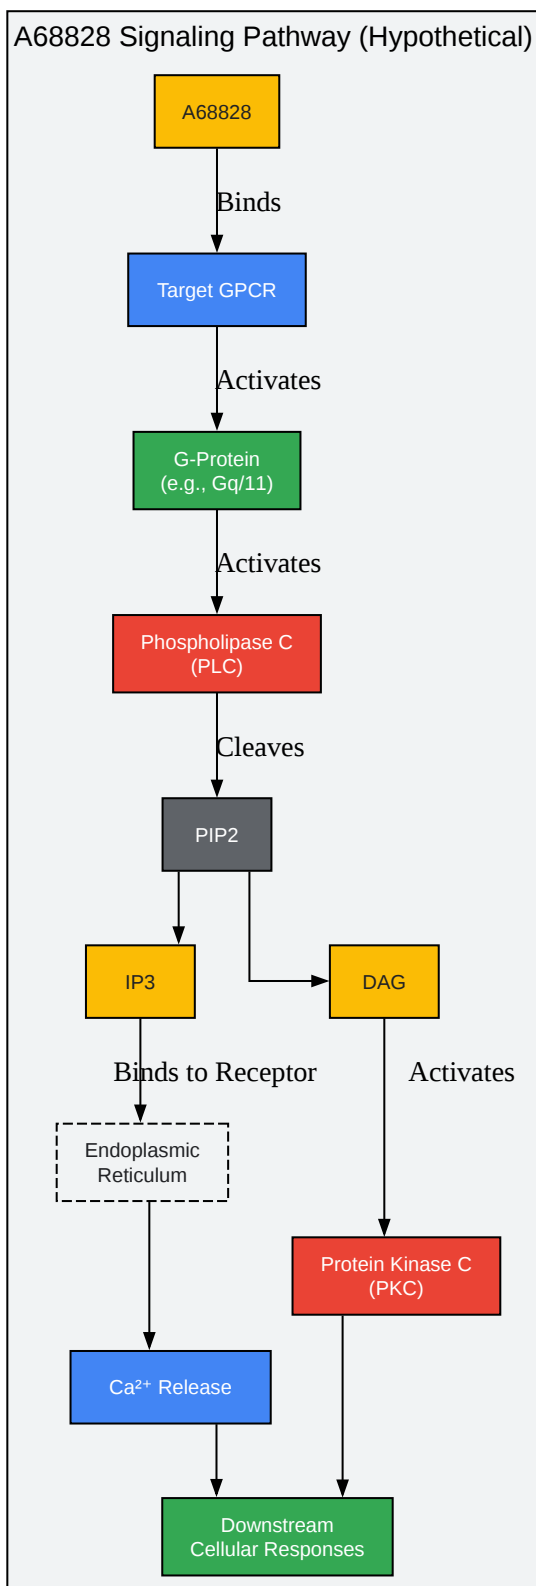 A68828 Signaling Pathway (Hypothetical)
A68828
Binds
Target GPCR
Activates
G-Protein
(e.g., Gq/11)
Activates
Phospholipase C
(PLC)
Cleaves
PIP2
IP3
DAG
Binds to Receptor
Activates
Endoplasmic
Reticulum
Protein Kinase C
(PKC)
Ca²⁺ Release
Downstream
Cellular Responses